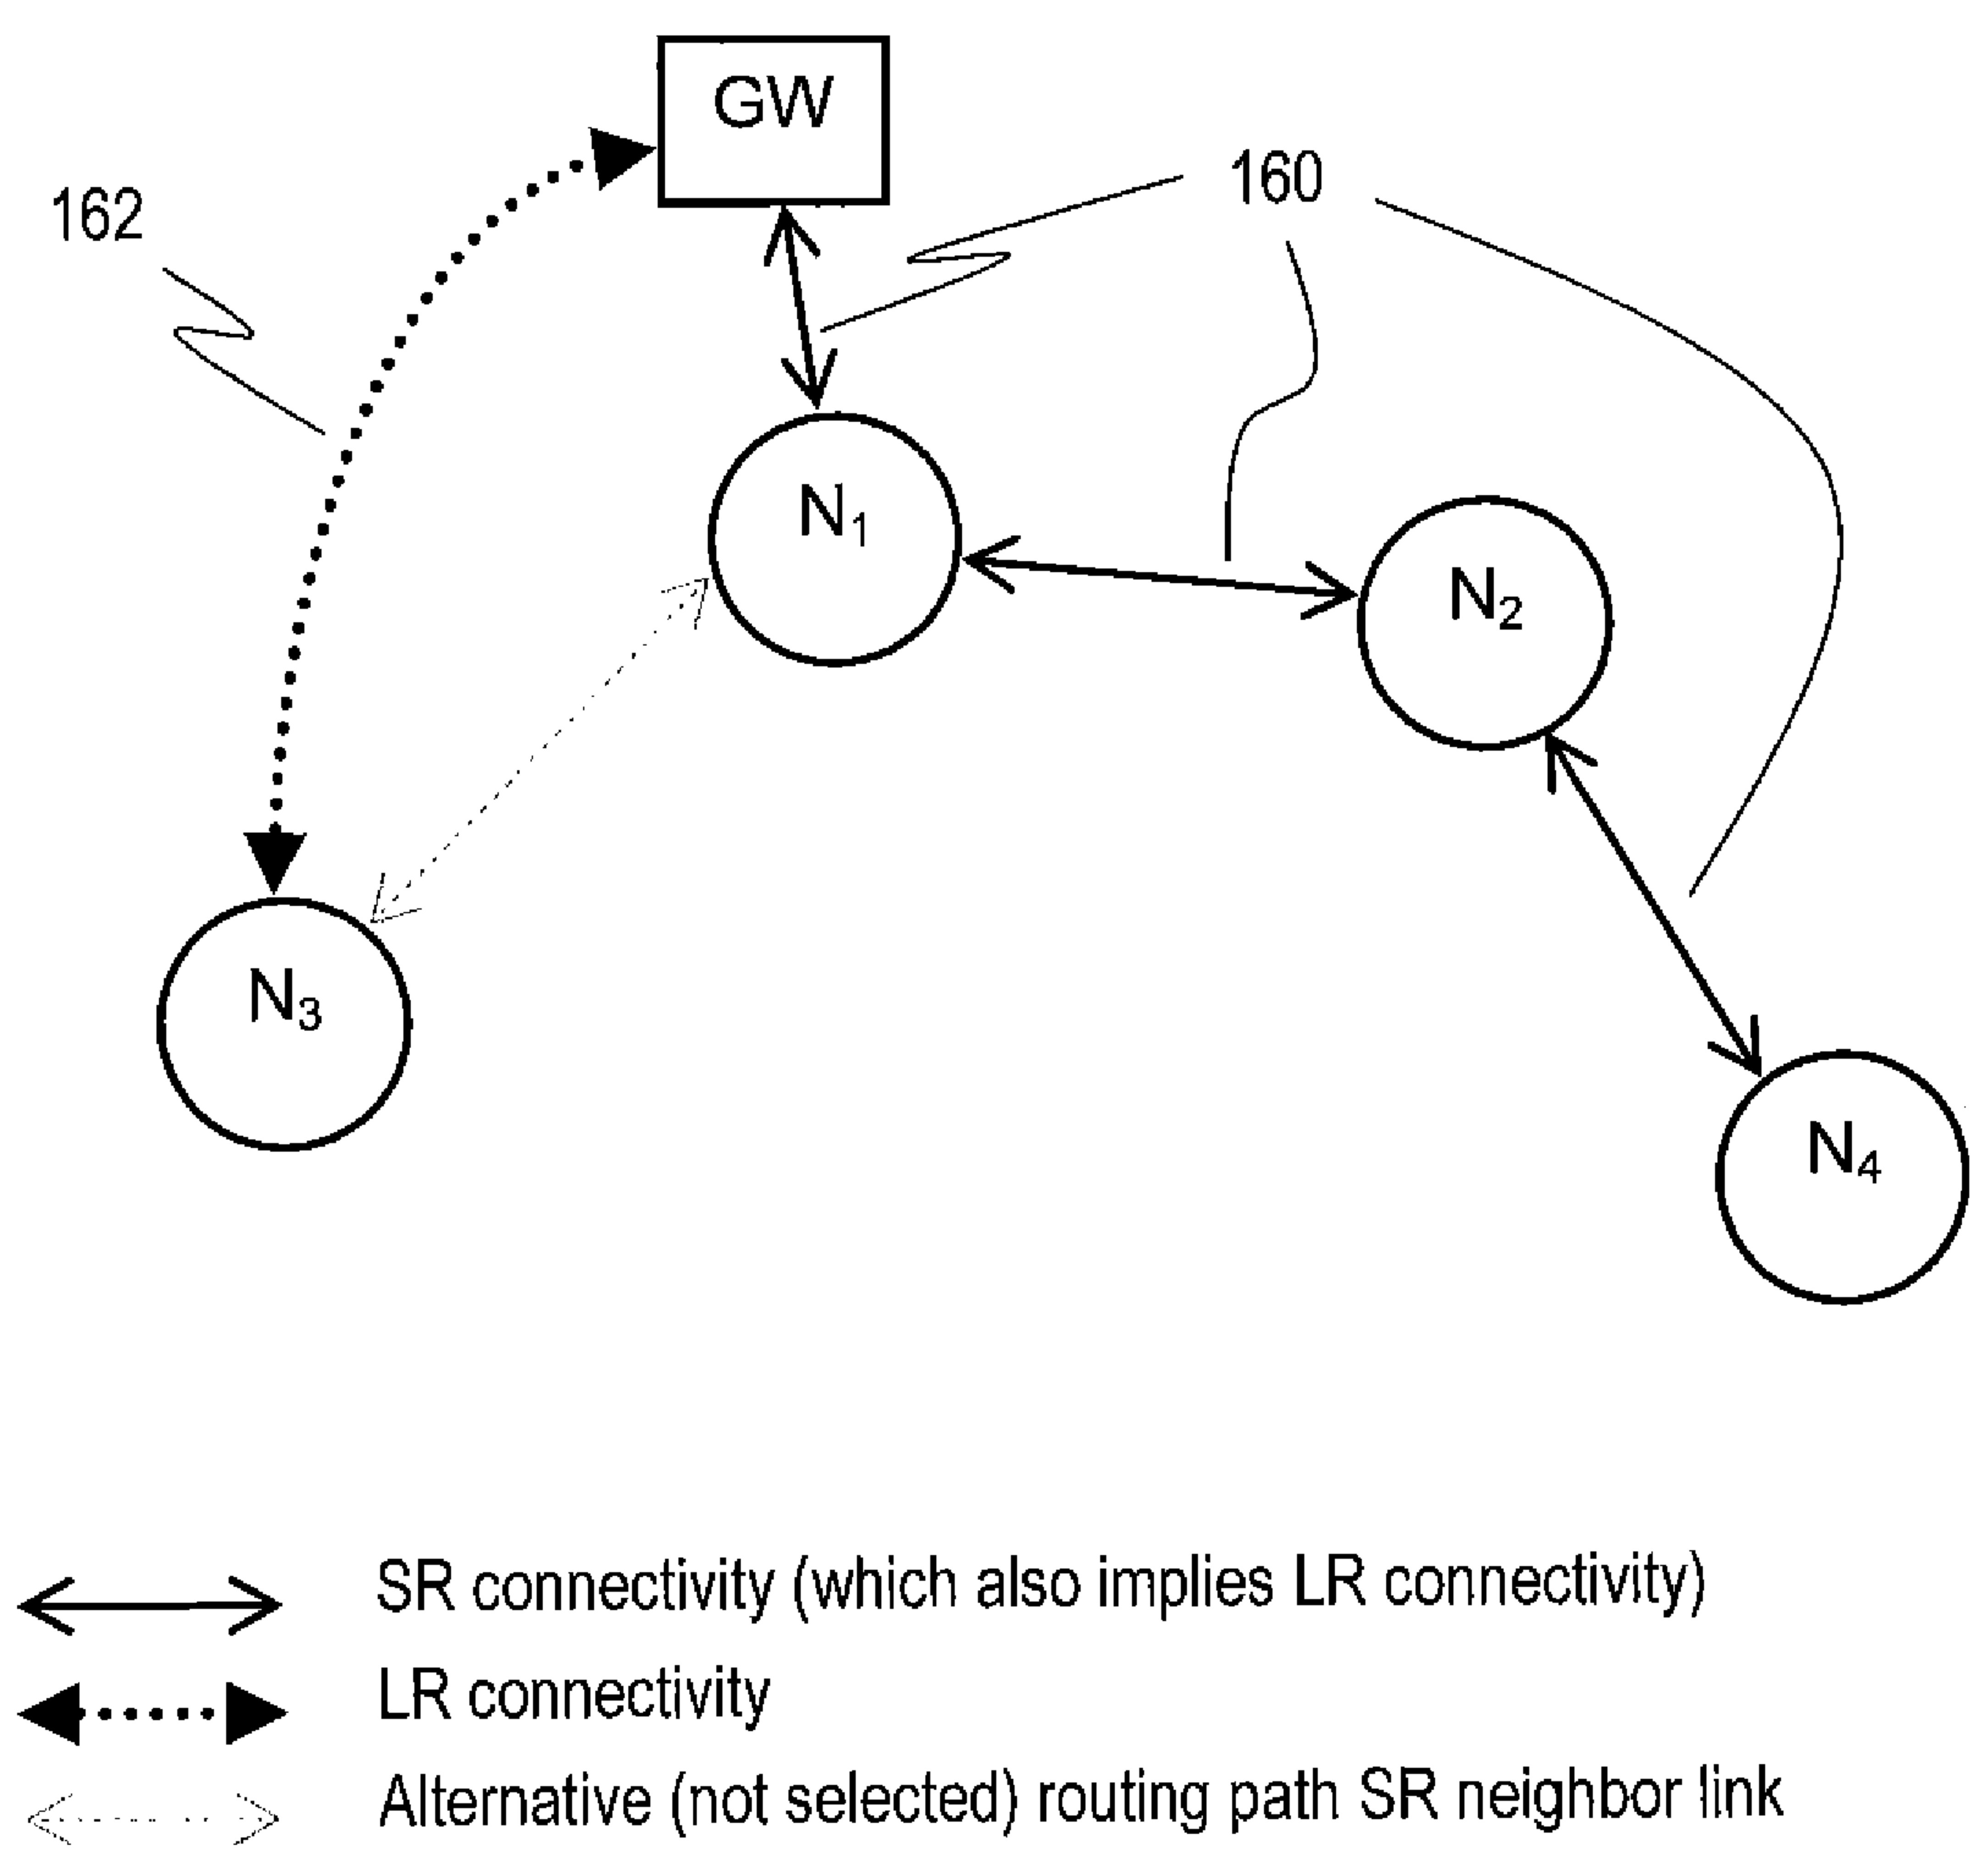 GW
160
162
N1
N2
N3
N4
SR connectivity (which also implies LR connectivity)
LR connectivity
Alternative (not selected) routing path SR neighbor link